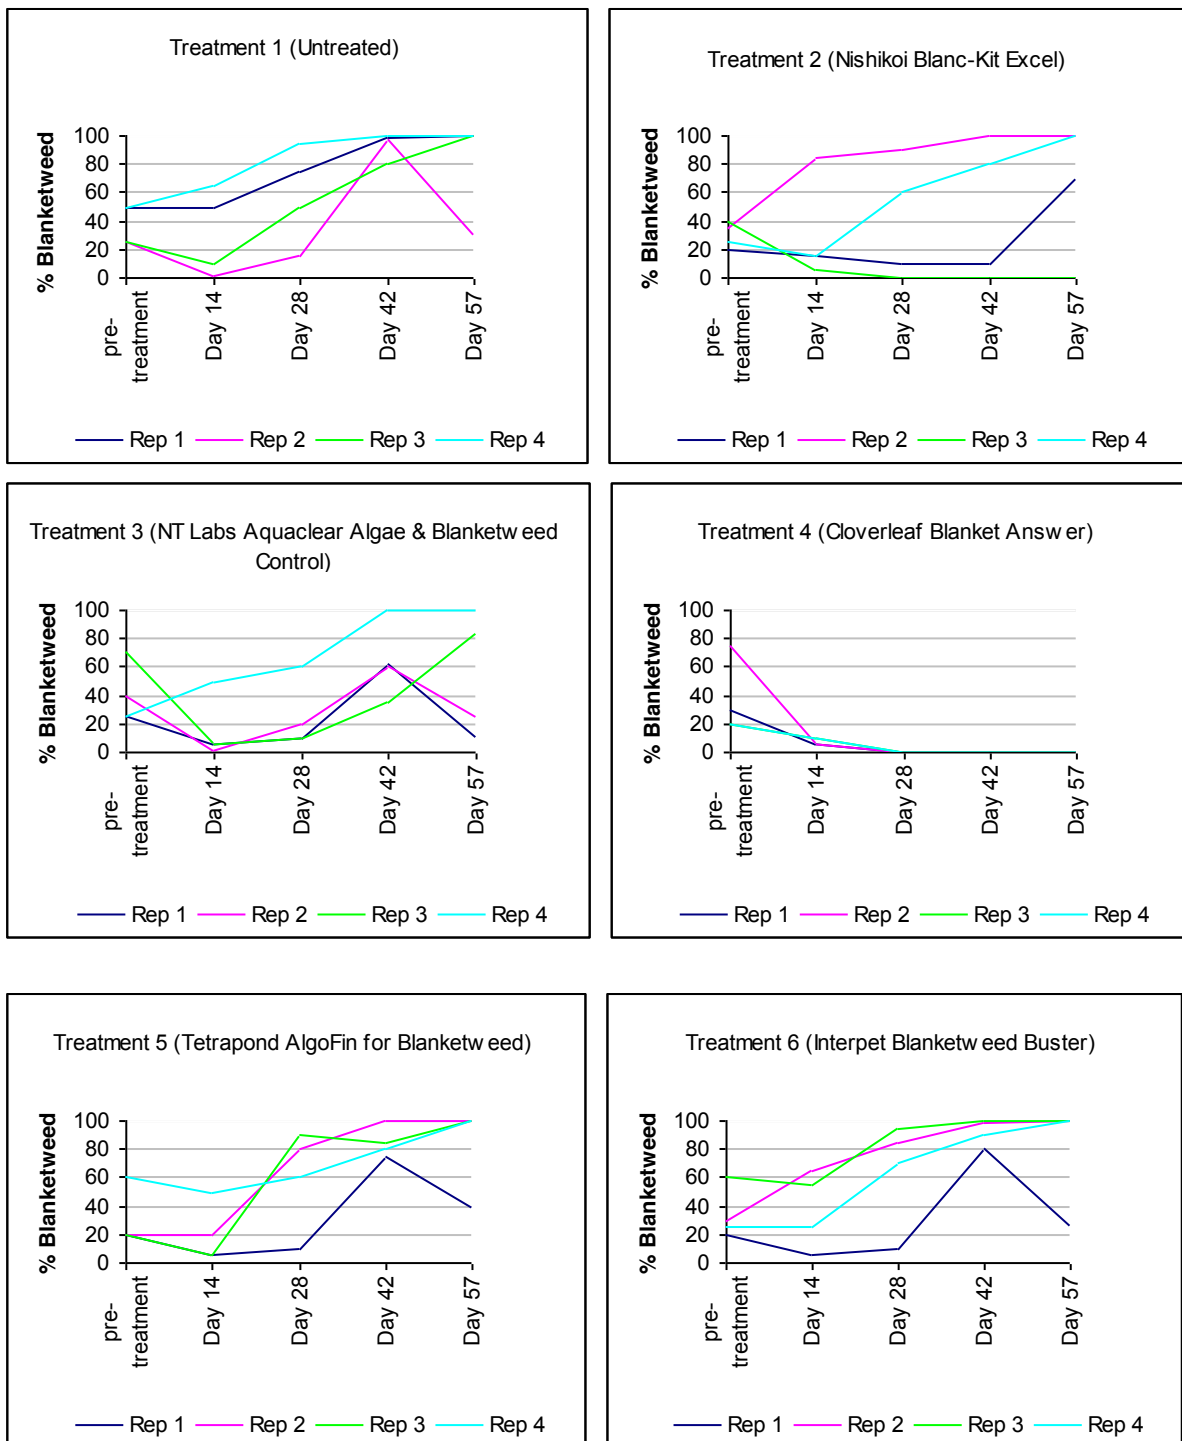 Treatment 1 (Untreated)
% Blanketweed
100
80
60
40
20
0
pre-
treatment
Day 14
Day 28
Day 42
Day 57
Rep 1 Rep 2 Rep 3 Rep 4
Treatment 2 (Nishikoi Blanc-Kit Excel)
% Blanketweed
100
80
60
40
20
0
pre-
treatment
Day 14
Day 28
Day 42
Day 57
Rep 1 Rep 2 Rep 3 Rep 4
Treatment 3 (NT Labs Aquaclear Algae & Blanketweed
Control)
% Blanketweed
100
80
60
40
20
0
pre-
treatment
Day 14
Day 28
Day 42
Day 57
Rep 1 Rep 2 Rep 3 Rep 4
Treatment 4 (Cloverleaf Blanket Answer)
% Blanketweed
100
80
60
40
20
0
pre-
treatment
Day 14
Day 28
Day 42
Day 57
Rep 1 Rep 2 Rep 3 Rep 4
Treatment 5 (Tetrapond AlgoFin for Blanketweed)
% Blanketweed
100
80
60
40
20
0
pre-
treatment
Day 14
Day 28
Day 42
Day 57
Rep 1 Rep 2 Rep 3 Rep 4
Treatment 6 (Interpet Blanketweed Buster)
% Blanketweed
100
80
60
40
20
0
pre-
treatment
Day 14
Day 28
Day 42
Day 57
Rep 1 Rep 2 Rep 3 Rep 4